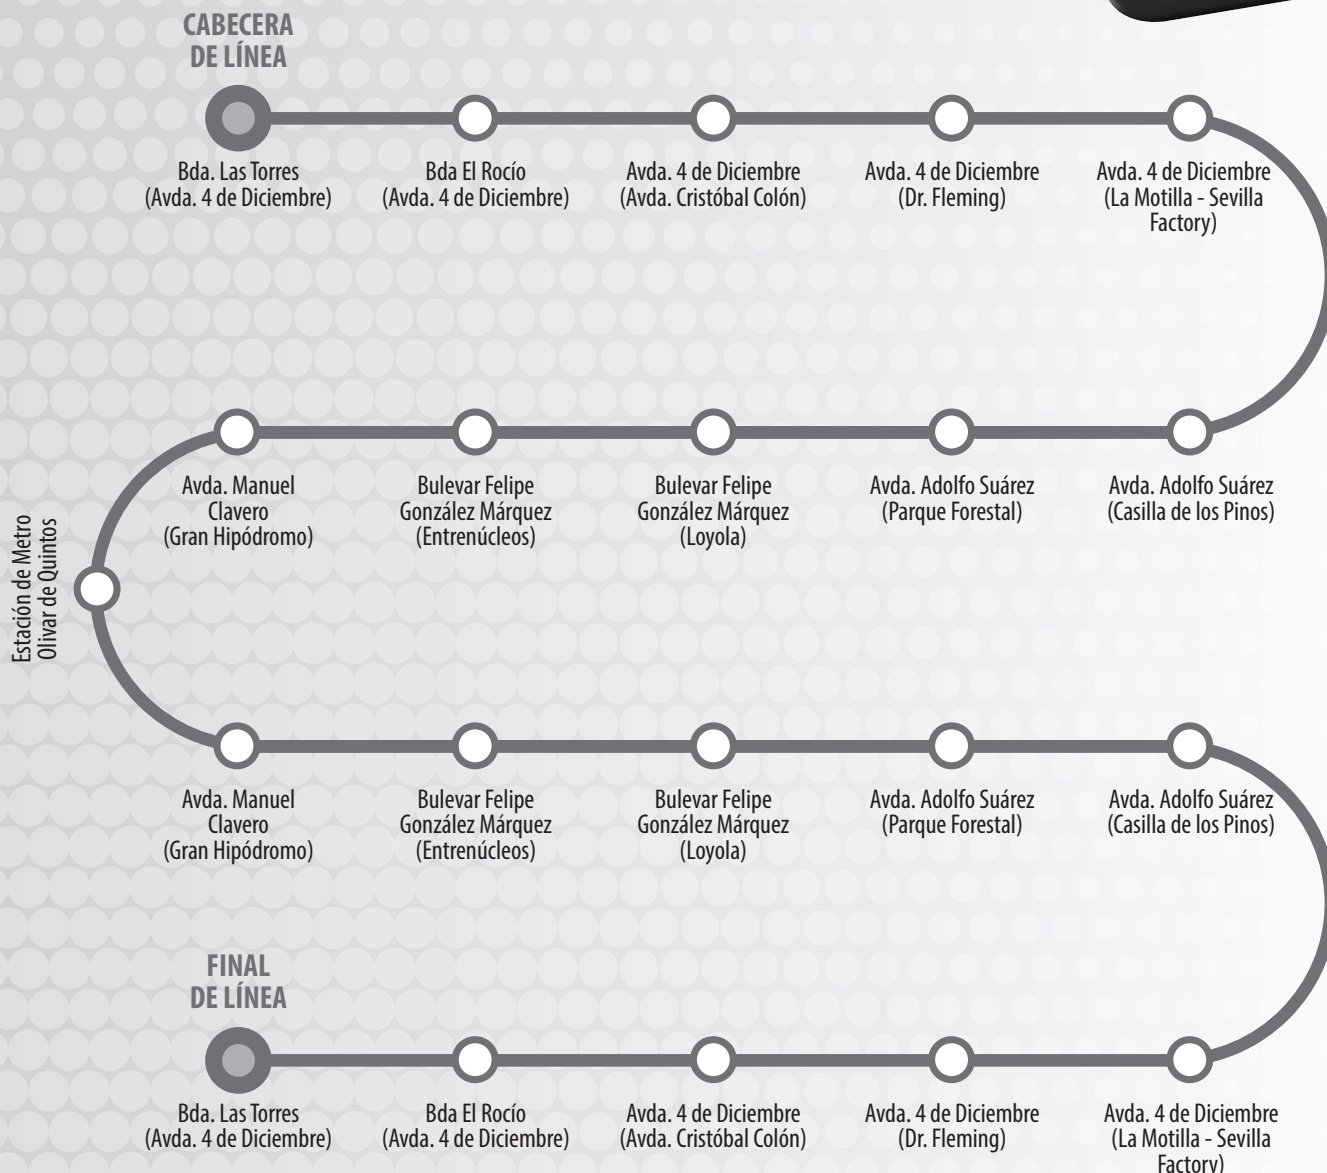 CABECERA
DE LÍNEA
Bda. Las Torres
(Avda. 4 de Diciembre)
Bda El Rocío
(Avda. 4 de Diciembre)
Avda. 4 de Diciembre
(Avda. Cristóbal Colón)
Avda. 4 de Diciembre
(Dr. Fleming)
Avda. 4 de Diciembre
(La Motilla - Sevilla
Factory)
Avda. Manuel
Clavero
(Gran Hipódromo)
Bulevar Felipe
González Márquez
(Entrenúcleos)
Bulevar Felipe
González Márquez
(Loyola)
Avda. Adolfo Suárez
(Parque Forestal)
Avda. Adolfo Suárez
(Casilla de los Pinos)
Estación de Metro
Olivar de Quintos
Avda. Manuel
Clavero
(Gran Hipódromo)
Bulevar Felipe
González Márquez
(Entrenúcleos)
Bulevar Felipe
González Márquez
(Loyola)
Avda. Adolfo Suárez
(Parque Forestal)
Avda. Adolfo Suárez
(Casilla de los Pinos)
FINAL
DE LÍNEA
Bda. Las Torres
(Avda. 4 de Diciembre)
Bda El Rocío
(Avda. 4 de Diciembre)
Avda. 4 de Diciembre
(Avda. Cristóbal Colón)
Avda. 4 de Diciembre
(Dr. Fleming)
Avda. 4 de Diciembre
(La Motilla - Sevilla
Factory)